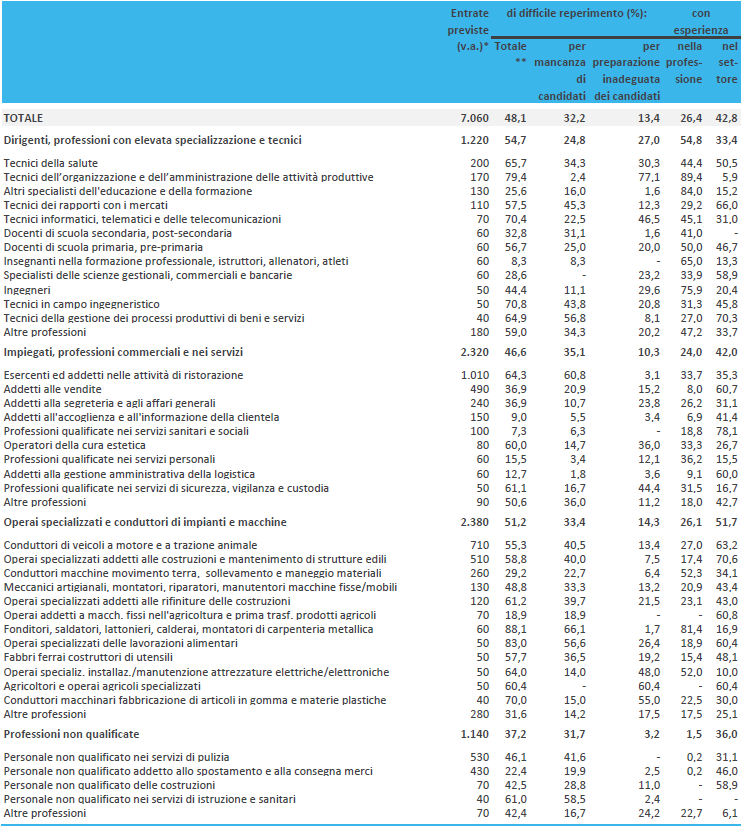 Entrate di difficile reperimento (%): con
previste esperienza
(v.a.)* Totale per per nella nel
** mancanza preparazione profes- set-
di inadeguata sione tore
candidati dei candidati
TOTALE 7.060 48,1 32,2 13,4 26,4 42,8
Dirigenti, professioni con elevata specializzazione e tecnici 1.220 54,7 24,8 27,0 54,8 33,4
Tecnici della salute 200 65,7 34,3 30,3 44,4 50,5
Tecnici dell'organizzazione e dell'amministrazione delle attività produttive 170 79,4 2,4 77,1 89,4 5,9
Altri specialisti dell'educazione e della formazione 130 25,6 16,0 1,6 84,0 15,2
Tecnici dei rapporti con i mercati 110 57,5 45,3 12,3 29,2 66,0
Tecnici informatici, telematici e delle telecomunicazioni 70 70,4 22,5 46,5 45,1 31,0
Docenti di scuola secondaria, post-secondaria 60 32,8 31,1 1,6 41,0 -
Docenti di scuola primaria, pre-primaria 60 56,7 25,0 20,0 50,0 46,7
Insegnanti nella formazione professionale, istruttori, allenatori, atleti 60 8,3 8,3 - 65,0 13,3
Specialisti delle scienze gestionali, commerciali e bancarie 60 28,6 - 23,2 33,9 58,9
Ingegneri 50 44,4 11,1 29,6 75,9 20,4
Tecnici in campo ingegneristico 50 70,8 43,8 20,8 31,3 45,8
Tecnici della gestione dei processi produttivi di beni e servizi 40 64,9 56,8 8,1 27,0 70,3
Altre professioni 180 59,0 34,3 20,2 47,2 33,7
Impiegati, professioni commerciali e nei servizi 2.320 46,6 35,1 10,3 24,0 42,0
Esercenti ed addetti nelle attività di ristorazione 1.010 64,3 60,8 3,1 33,7 35,3
Addetti alle vendite 490 36,9 20,9 15,2 8,0 60,7
Addetti alla segreteria e agli affari generali 240 36,9 10,7 23,8 26,2 31,1
Addetti all'accoglienza e all'informazione della clientela 150 9,0 5,5 3,4 6,9 41,4
Professioni qualificate nei servizi sanitari e sociali 100 7,3 6,3 - 18,8 78,1
Operatori della cura estetica 80 60,0 14,7 36,0 33,3 26,7
Professioni qualificate nei servizi personali 60 15,5 3,4 12,1 36,2 15,5
Addetti alla gestione amministrativa della logistica 60 12,7 1,8 3,6 9,1 60,0
Professioni qualificate nei servizi di sicurezza, vigilanza e custodia 50 61,1 16,7 44,4 31,5 16,7
Altre professioni 90 50,6 36,0 11,2 18,0 42,7
Operai specializzati e conduttori di impianti e macchine 2.380 51,2 33,4 14,3 26,1 51,7
Conduttori di veicoli a motore e a trazione animale 710 55,3 40,5 13,4 27,0 63,2
Operai specializzati addetti alle costruzioni e mantenimento di strutture edili 510 58,8 40,0 7,5 17,4 70,6
Conduttori macchine movimento terra, sollevamento e maneggio materiali 260 29,2 22,7 6,4 52,3 34,1
Meccanici artigianali, montatori, riparatori, manutentori macchine fisse/mobili 130 48,8 33,3 13,2 20,9 43,4
Operai specializzati addetti alle rifiniture delle costruzioni 120 61,2 39,7 21,5 23,1 43,0
Operai addetti a macch. fissi nell'agricoltura e prima trasf. prodotti agricoli 70 18,9 18,9 - - 60,8
Fonditori, saldatori, lattonieri, calderai, montatori di carpenteria metallica 60 88,1 66,1 1,7 81,4 16,9
Operai specializzati delle lavorazioni alimentari 50 83,0 56,6 26,4 18,9 60,4
Fabbri ferrai costruttori di utensili 50 57,7 36,5 19,2 15,4 48,1
Operai specializ. installaz./manutenzione attrezzature elettriche/elettroniche 50 64,0 14,0 48,0 52,0 10,0
Agricoltori e operai agricoli specializzati 50 60,4 - 60,4 - 60,4
Conduttori macchinari fabbricazione di articoli in gomma e materie plastiche 40 70,0 15,0 55,0 22,5 30,0
Altre professioni 280 31,6 14,2 17,5 17,5 25,1
Professioni non qualificate 1.140 37,2 31,7 3,2 1,5 36,0
Personale non qualificato nei servizi di pulizia 530 46,1 41,6 - 0,2 31,1
Personale non qualificato addetto allo spostamento e alla consegna merci 430 22,4 19,9 2,5 0,2 46,0
Personale non qualificato delle costruzioni 70 42,5 28,8 11,0 - 58,9
Personale non qualificato nei servizi di istruzione e sanitari 40 61,0 58,5 2,4 - -
Altre professioni 70 42,4 16,7 24,2 22,7 6,1